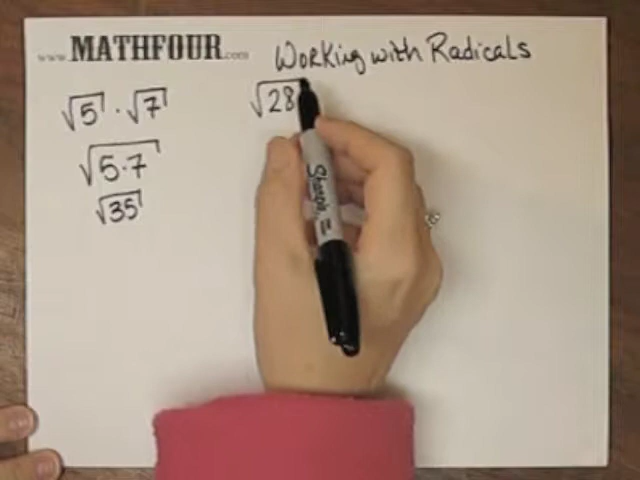 www.MATHFOUR.com
Working with Radicals
√5 · √7
√5·7
√35
√28
Sharpie